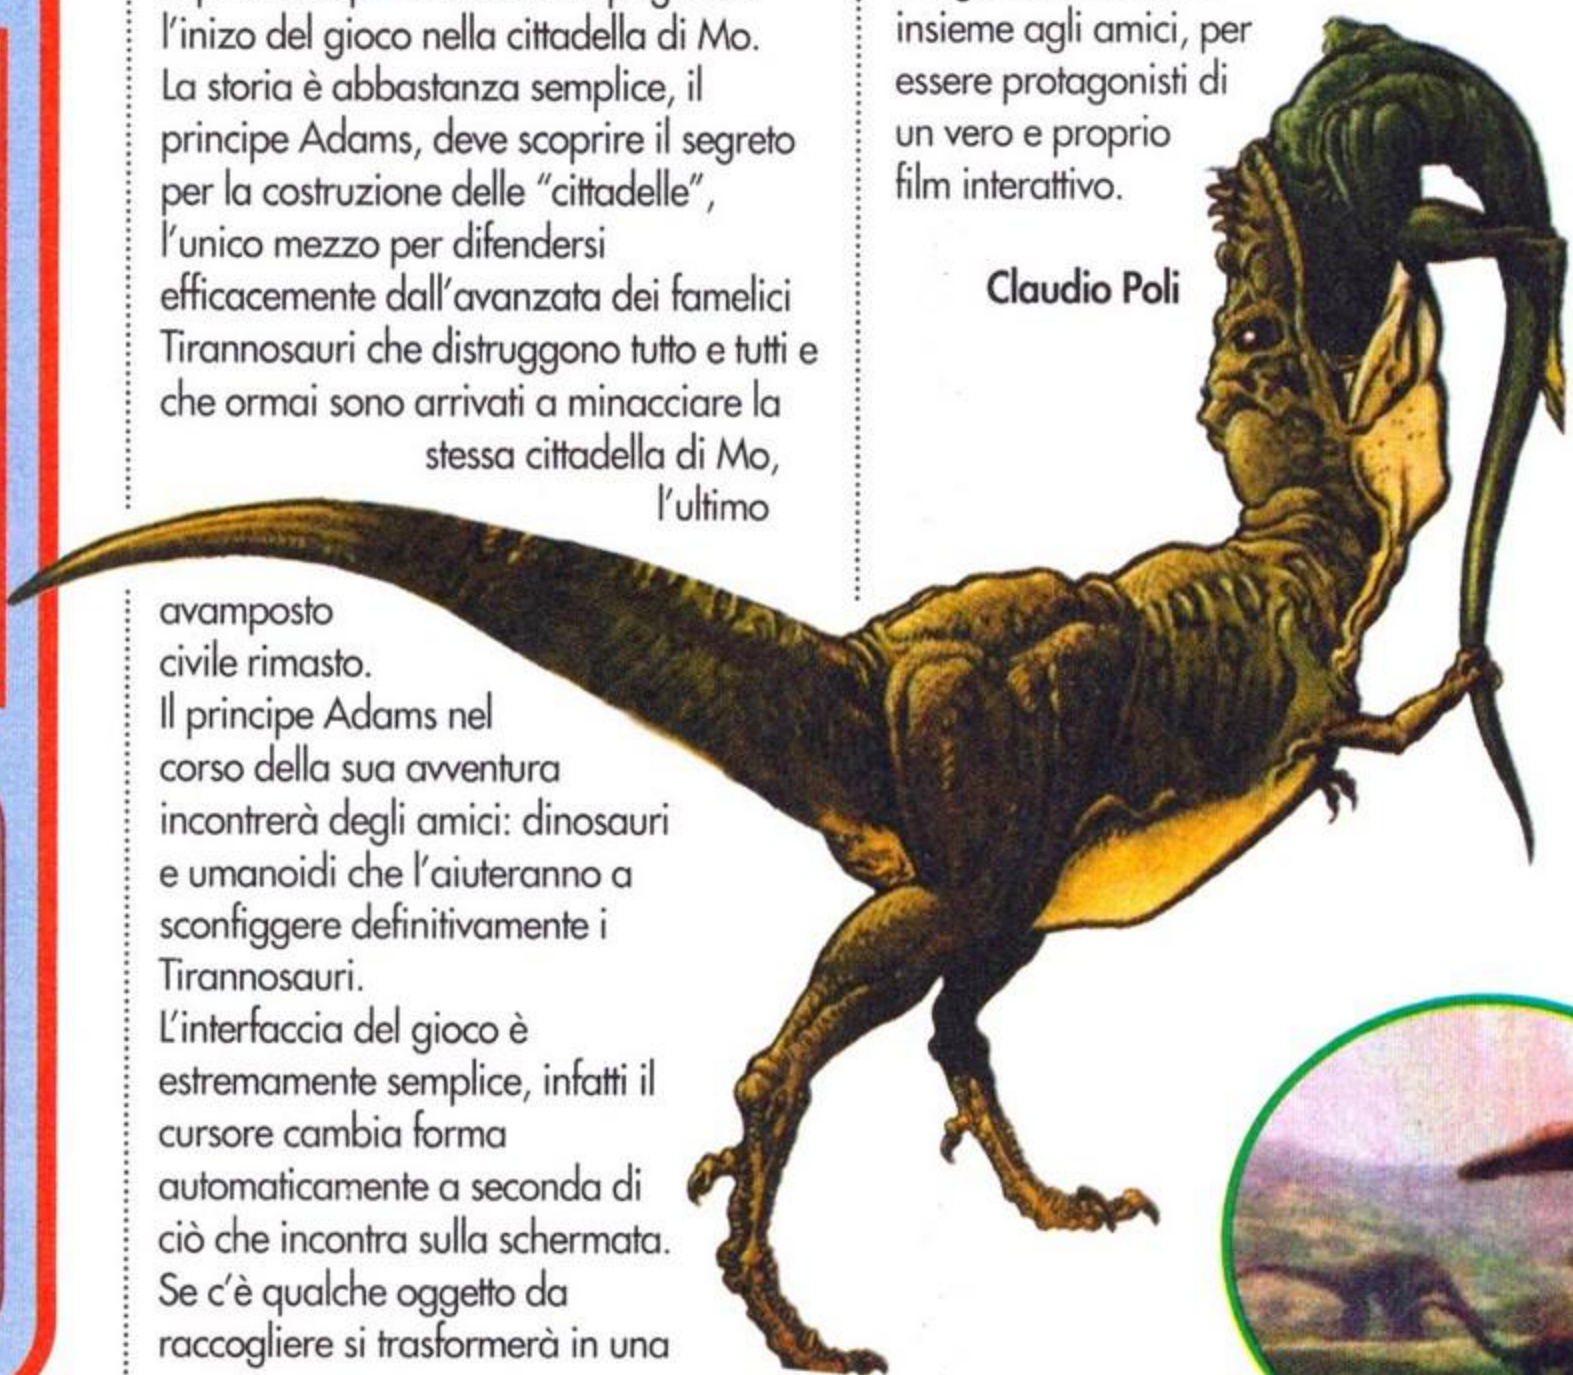 l'inizo del gioco nella cittadella di Mo.
La storia è abbastanza semplice, il
principe Adams, deve scoprire il segreto
per la costruzione delle “cittadelle”,
l'unico mezzo per difendersi
efficacemente dall'avanzata dei famelici
Tirannosauri che distruggono tutto e tutti e
che ormai sono arrivati a minacciare la
stessa cittadella di Mo,
l'ultimo
avamposto
civile rimasto.
Il principe Adams nel
corso della sua avventura
incontrerà degli amici: dinosauri
e umanoidi che l'aiuteranno a
sconfiggere definitivamente i
Tirannosauri.
L'interfaccia del gioco è
estremamente semplice, infatti il
cursore cambia forma
automaticamente a seconda di
ciò che incontra sulla schermata.
Se c'è qualche oggetto da
raccogliere si trasformerà in una
insieme agli amici, per
essere protagonisti di
un vero e proprio
film interattivo.
Claudio Poli